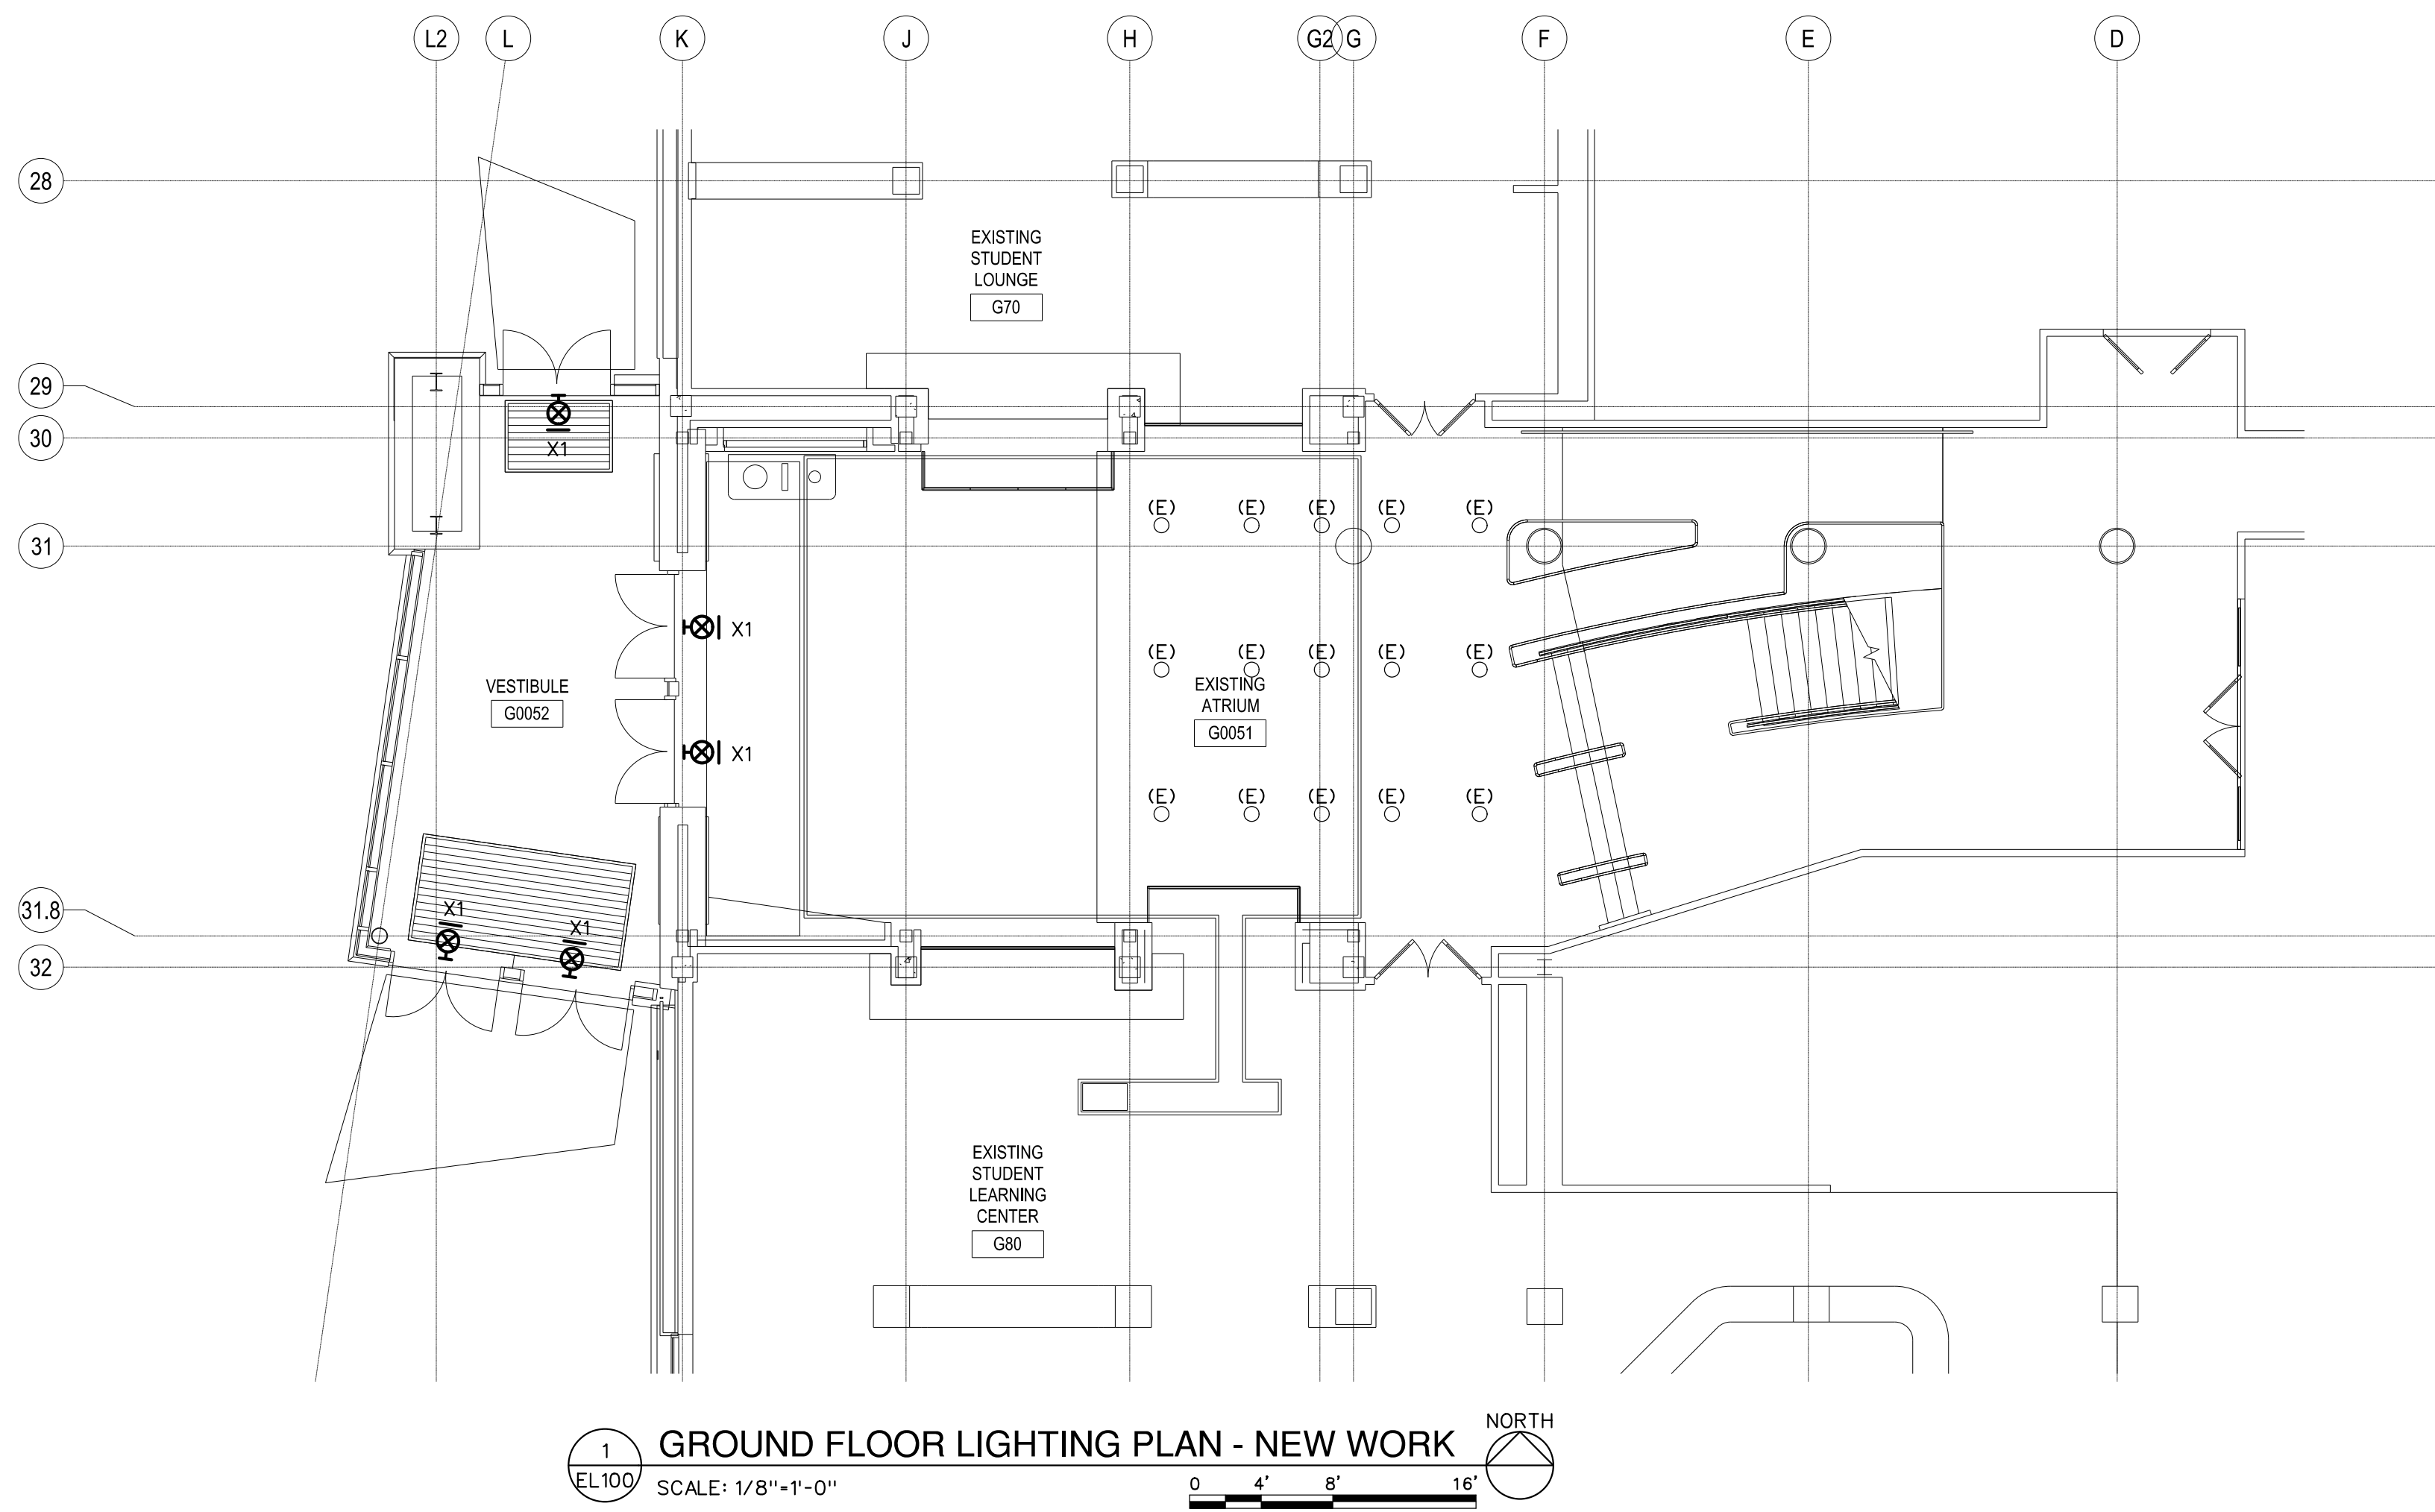 L2 L K J H G2 G F E D
28
EXISTING
STUDENT
LOUNGE
G70
29
30
X1
(E) (E) (E) (E) (E)
31
X1
(E) (E) (E) (E) (E)
VESTIBULE
G0052
EXISTING
ATRIUM
G0051
X1
(E) (E) (E) (E) (E)
31.8
X1
X1
32
EXISTING
STUDENT
LEARNING
CENTER
G80
1
EL100
GROUND FLOOR LIGHTING PLAN - NEW WORK
SCALE: 1/8"=1'-0"
0 4' 8' 16'
NORTH